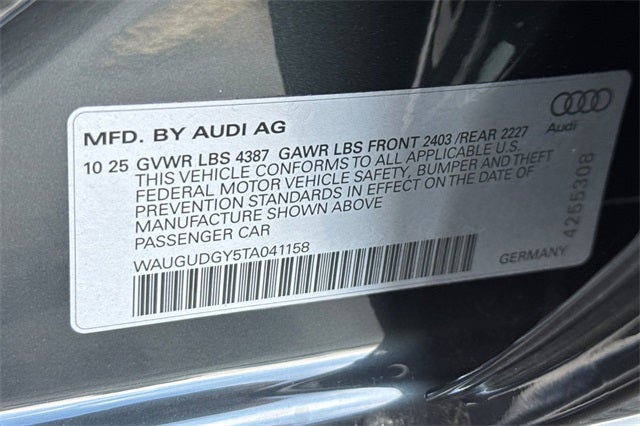 MFD. BY AUDI AG
10 25 GVWR LBS 4387 GAWR LBS FRONT 2403 /REAR 2227
THIS VEHICLE CONFORMS TO ALL APPLICABLE U.S.
FEDERAL MOTOR VEHICLE SAFETY, BUMPER AND THEFT
PREVENTION STANDARDS IN EFFECT ON THE DATE OF
MANUFACTURE SHOWN ABOVE
PASSENGER CAR
WAUGUDGY5TA041158
GERMANY
Audi
4265308